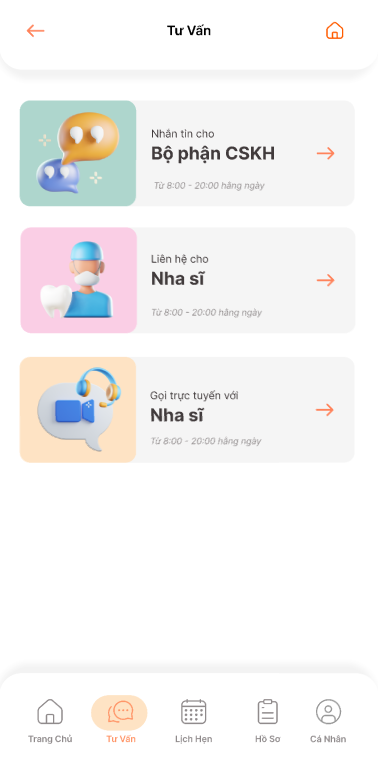 Tư Vấn
Nhắn tin cho
Bộ phận CSKH
Từ 8:00 - 20:00 hằng ngày
Liên hệ cho
Nha sĩ
Từ 8:00 - 20:00 hằng ngày
Gọi trực tuyến với
Nha sĩ
Từ 8:00 - 20:00 hằng ngày
Trang Chủ
Tư Vấn
Lịch Hẹn
Hồ Sơ
Cá Nhân